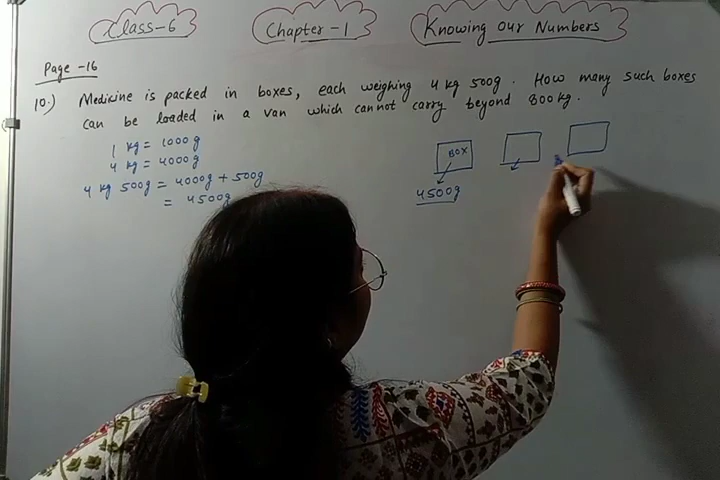 Class-6 Chapter-1 Knowing Our Numbers
Page-16
10.) Medicine is packed in boxes, each weighing 4 kg 500g. How many such boxes
can be loaded in a van which cannot carry beyond 800 kg.
1 kg = 1000 g
4 kg = 4000 g
4 kg 500g = 4000g + 500g
= 4500g
BOX
4500g